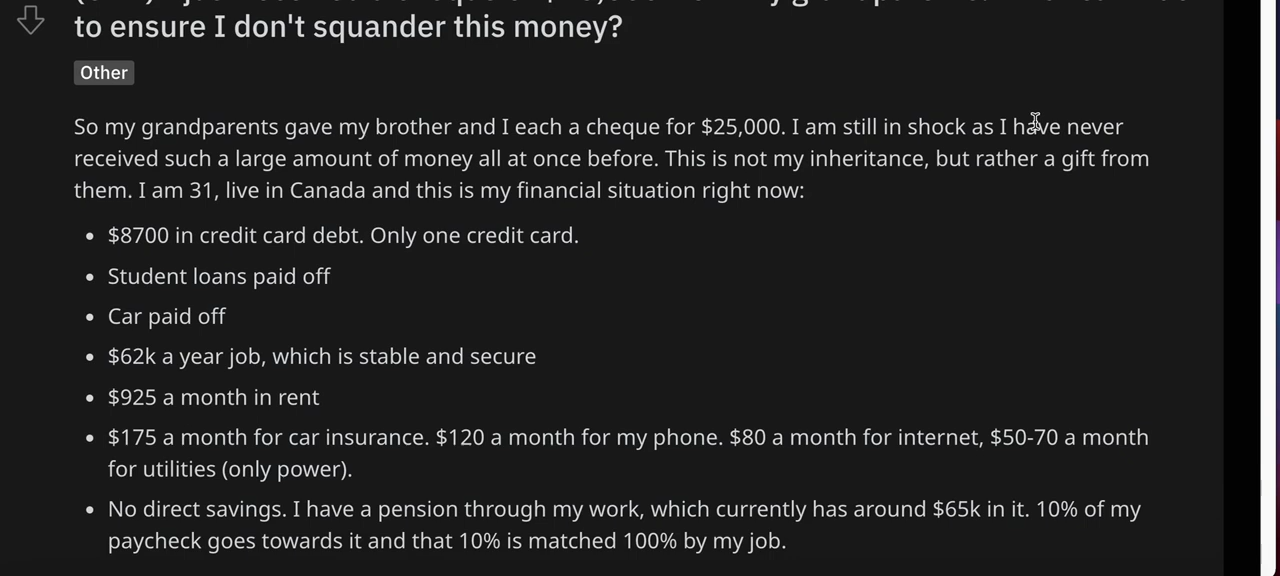 to ensure I don't squander this money?
Other
So my grandparents gave my brother and I each a cheque for $25,000. I am still in shock as I have never
received such a large amount of money all at once before. This is not my inheritance, but rather a gift from
them. I am 31, live in Canada and this is my financial situation right now:
• $8700 in credit card debt. Only one credit card.
• Student loans paid off
• Car paid off
• $62k a year job, which is stable and secure
• $925 a month in rent
• $175 a month for car insurance. $120 a month for my phone. $80 a month for internet, $50-70 a month
for utilities (only power).
• No direct savings. I have a pension through my work, which currently has around $65k in it. 10% of my
paycheck goes towards it and that 10% is matched 100% by my job.